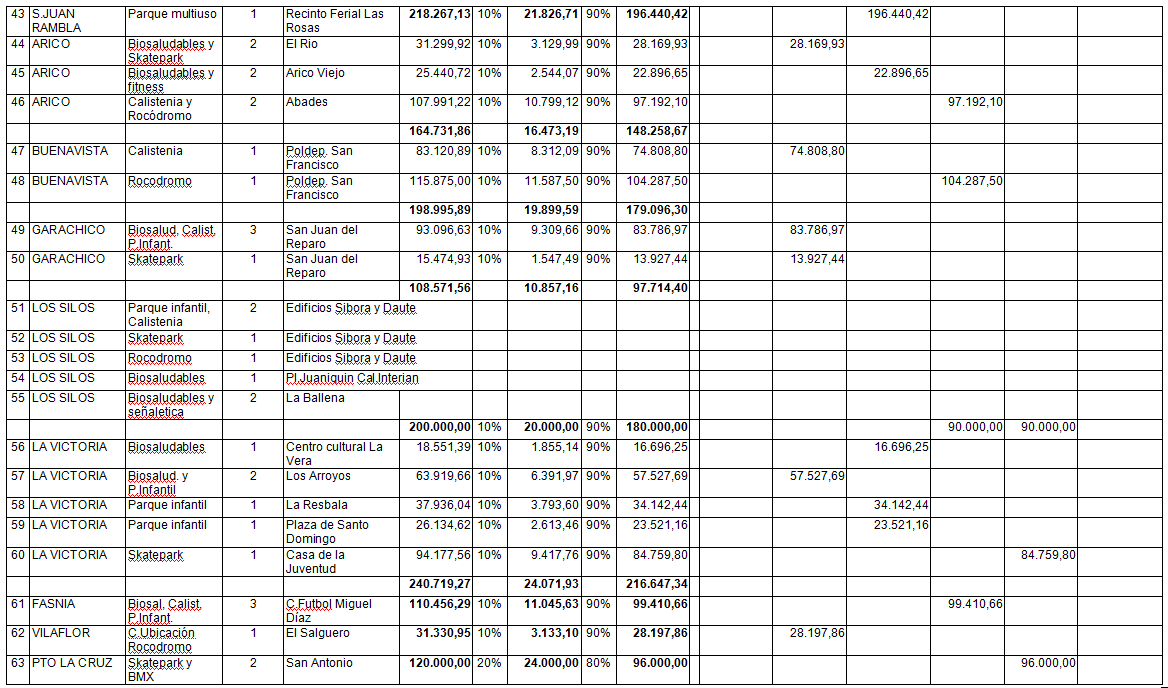 43 S.JUAN RAMBLA Parque multiuso 1 Recinto Ferial Las Rosas 218.267,13 10% 21.826,71 90% 196.440,42 196.440,42
44 ARICO Biosaludables y Skatepark 2 El Rio 31.299,92 10% 3.129,99 90% 28.169,93 28.169,93
45 ARICO Biosaludables y fitness 2 Arico Viejo 25.440,72 10% 2.544,07 90% 22.896,65 22.896,65
46 ARICO Calistenia y Rocódromo 2 Abades 107.991,22 10% 10.799,12 90% 97.192,10 97.192,10
164.731,86 16.473,19 148.258,67
47 BUENAVISTA Calistenia 1 Poldep. San Francisco 83.120,89 10% 8.312,09 90% 74.808,80 74.808,80
48 BUENAVISTA Rocodromo 1 Poldep. San Francisco 115.875,00 10% 11.587,50 90% 104.287,50 104.287,50
198.995,89 19.899,59 179.096,30
49 GARACHICO Biosalud, Calist, P.Infant. 3 San Juan del Reparo 93.096,63 10% 9.309,66 90% 83.786,97 83.786,97
50 GARACHICO Skatepark 1 San Juan del Reparo 15.474,93 10% 1.547,49 90% 13.927,44 13.927,44
108.571,56 10.857,16 97.714,40
51 LOS SILOS Parque infantil, Calistenia 2 Edificios Sibora y Daute
52 LOS SILOS Skatepark 1 Edificios Sibora y Daute
53 LOS SILOS Rocodromo 1 Edificios Sibora y Daute
54 LOS SILOS Biosaludables 1 Pl.Juaniquin Cal.Interian
55 LOS SILOS Biosaludables y señaletica 2 La Ballena
200.000,00 10% 20.000,00 90% 180.000,00 90.000,00 90.000,00
56 LA VICTORIA Biosaludables 1 Centro cultural La Vera 18.551,39 10% 1.855,14 90% 16.696,25 16.696,25
57 LA VICTORIA Biosalud. y P.Infantil 2 Los Arroyos 63.919,66 10% 6.391,97 90% 57.527,69 57.527,69
58 LA VICTORIA Parque infantil 1 La Resbala 37.936,04 10% 3.793,60 90% 34.142,44 34.142,44
59 LA VICTORIA Parque infantil 1 Plaza de Santo Domingo 26.134,62 10% 2.613,46 90% 23.521,16 23.521,16
60 LA VICTORIA Skatepark 1 Casa de la Juventud 94.177,56 10% 9.417,76 90% 84.759,80 84.759,80
240.719,27 24.071,93 216.647,34
61 FASNIA Biosal, Calist, P.Infant. 3 C.Futbol Miguel Díaz 110.456,29 10% 11.045,63 90% 99.410,66 99.410,66
62 VILAFLOR C.Ubicación Rocodromo 1 El Salguero 31.330,95 10% 3.133,10 90% 28.197,86 28.197,86
63 PTO LA CRUZ Skatepark y BMX 2 San Antonio 120.000,00 20% 24.000,00 80% 96.000,00 96.000,00